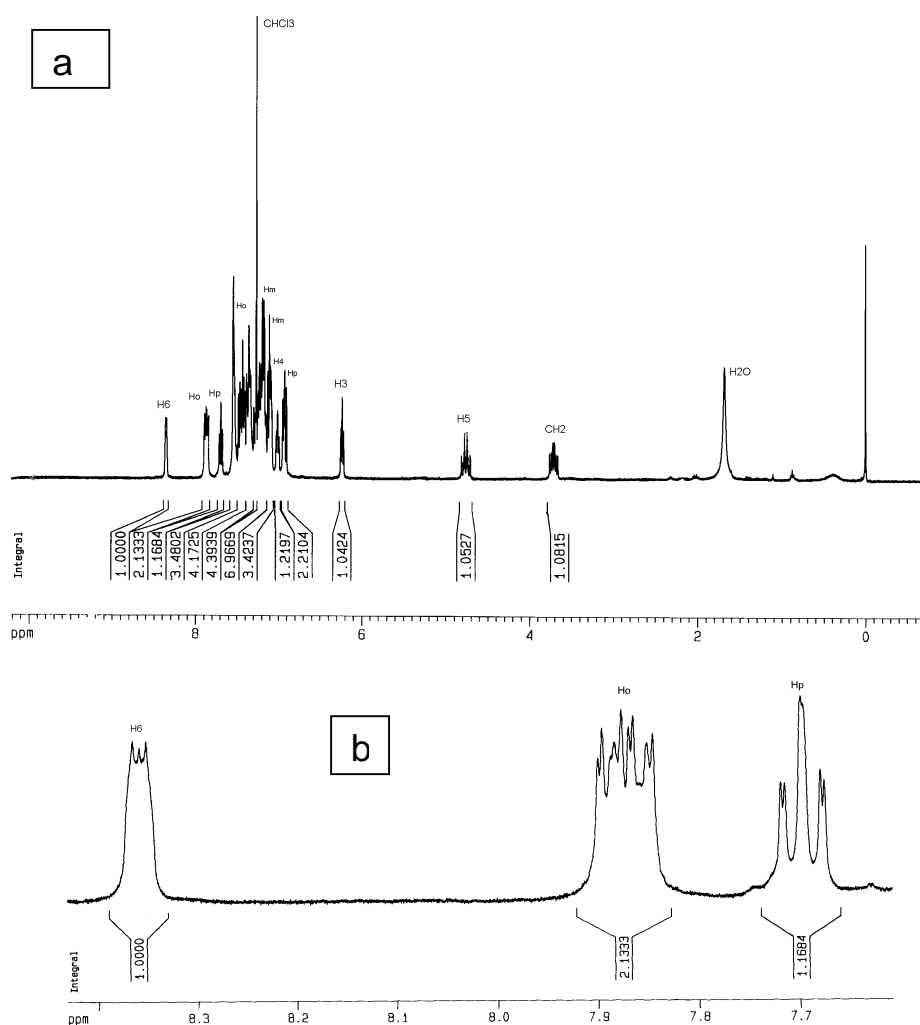 a
CHCl3
Hm
Ho
Hm
H4
Hp
Ho
Hp
H6
H3
H5
CH2
H2O
Integral
1.0000
2.1333
1.1684
3.4802
4.1725
4.3939
6.9669
3.4237
1.2197
2.2104
1.0424
1.0527
1.0815
ppm 8 6 4 2 0
b
H6
Ho
Hp
Integral
1.0000
2.1333
1.1684
ppm 8.3 8.2 8.1 8.0 7.9 7.8 7.7